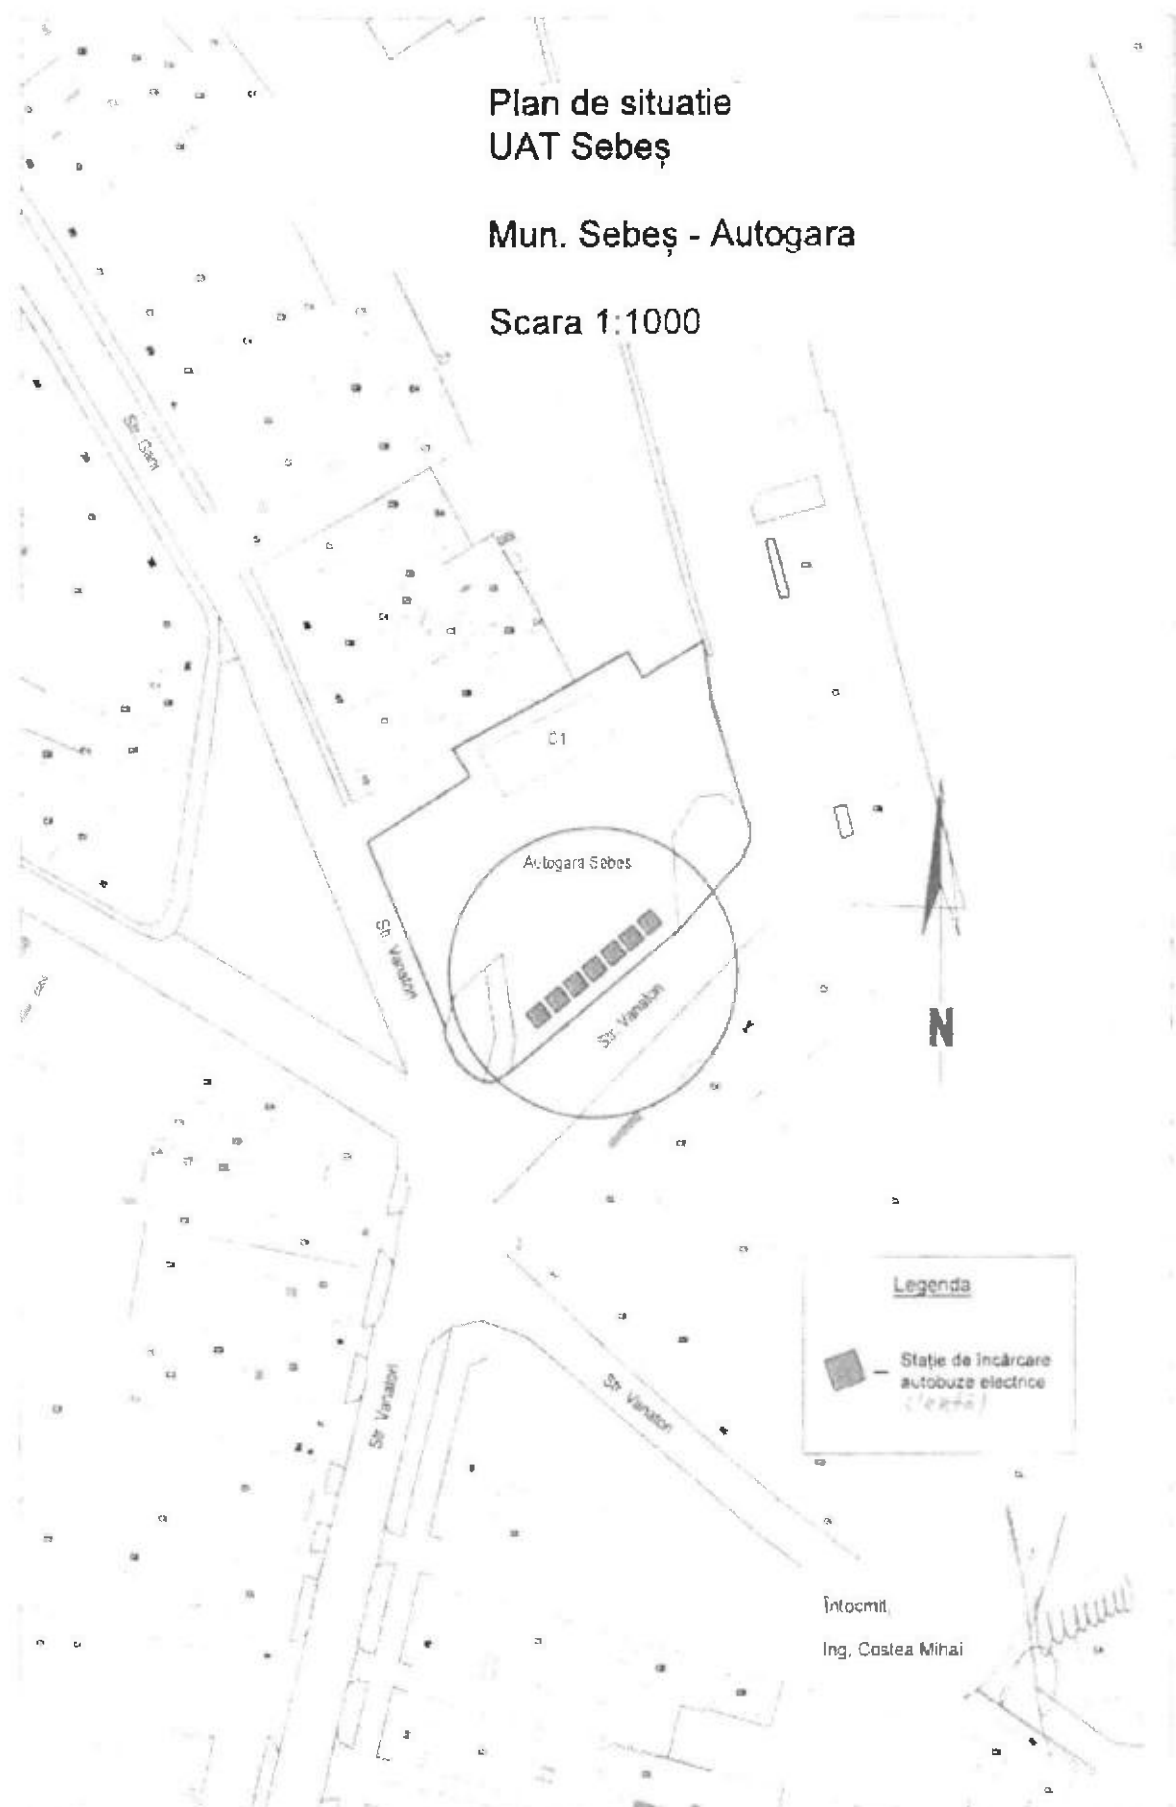 Plan de situatie
UAT Sebeș
Mun. Sebeș - Autogara
Scara 1:1000
Str. Garii
C1
Autogara Sebes
Str. Vanatori
Str. Vanatori
N
Legenda
– Stație de încărcare
autobuze electrice
Str. Vanatori
Str. Vanatori
Întocmit,
Ing. Costea Mihai